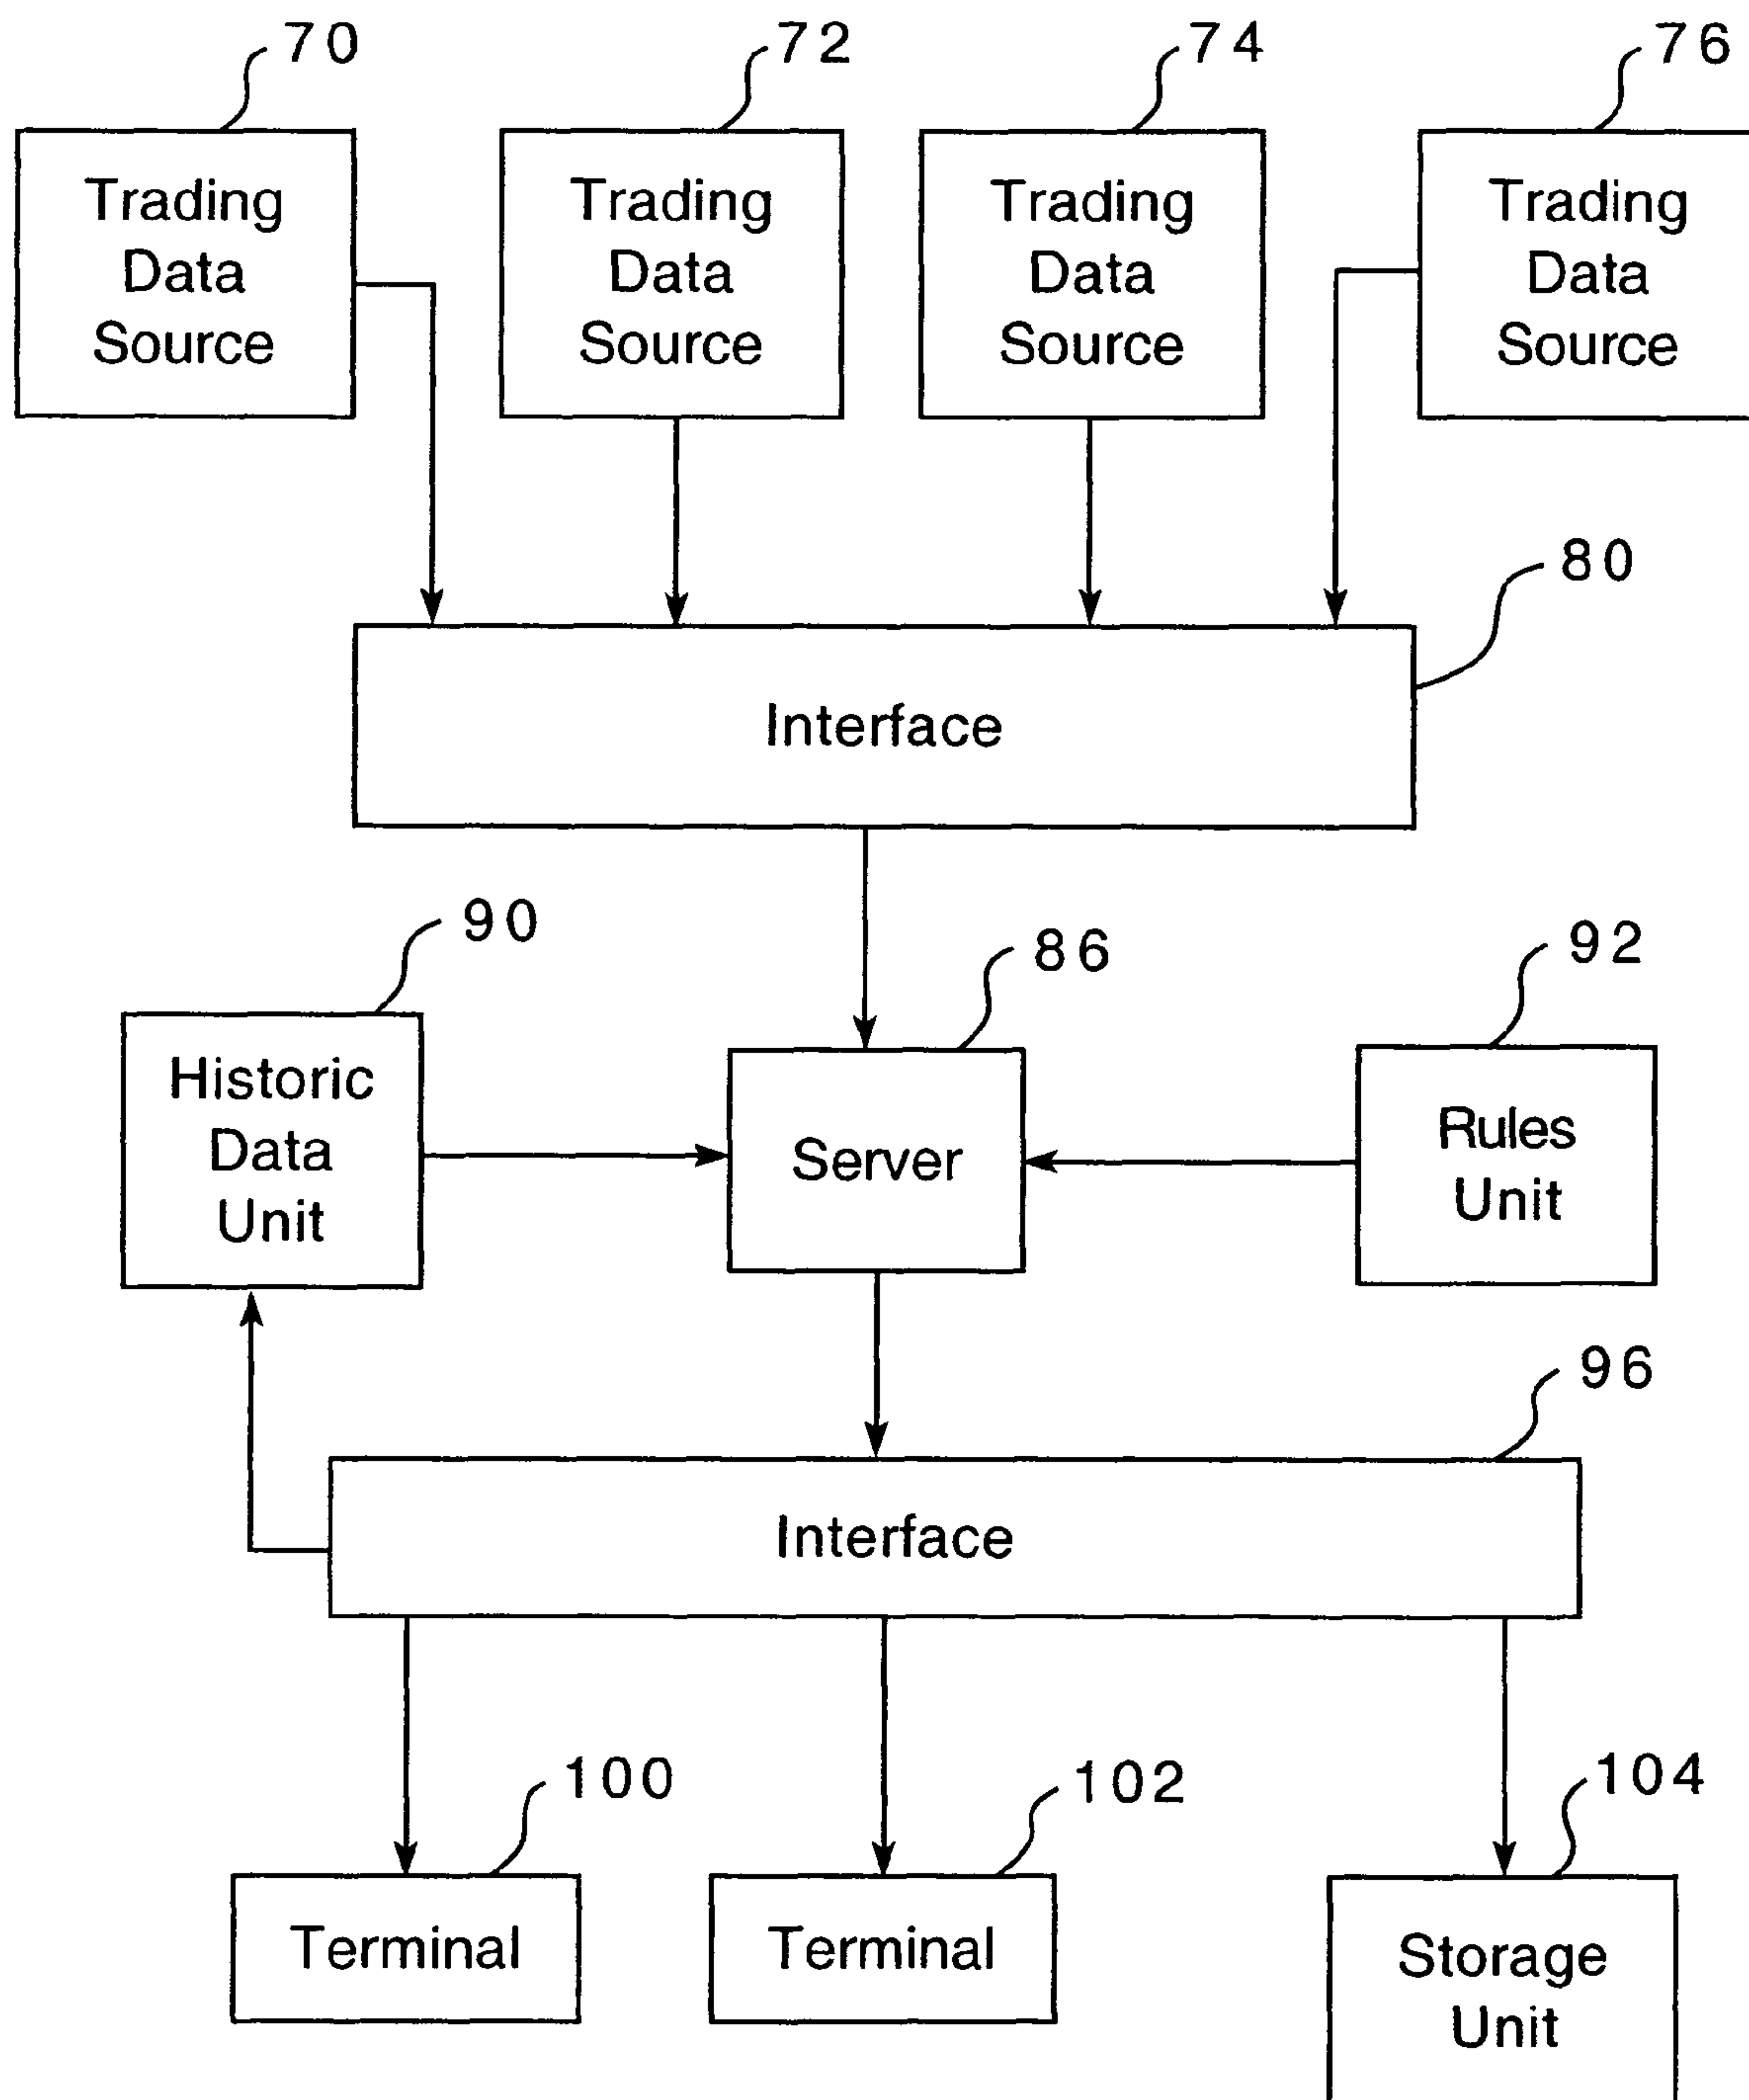 70
72
74
76
Trading
Data
Source
Trading
Data
Source
Trading
Data
Source
Trading
Data
Source
80
Interface
90
86
92
Historic
Data
Unit
Server
Rules
Unit
96
Interface
100
102
104
Terminal
Terminal
Storage
Unit